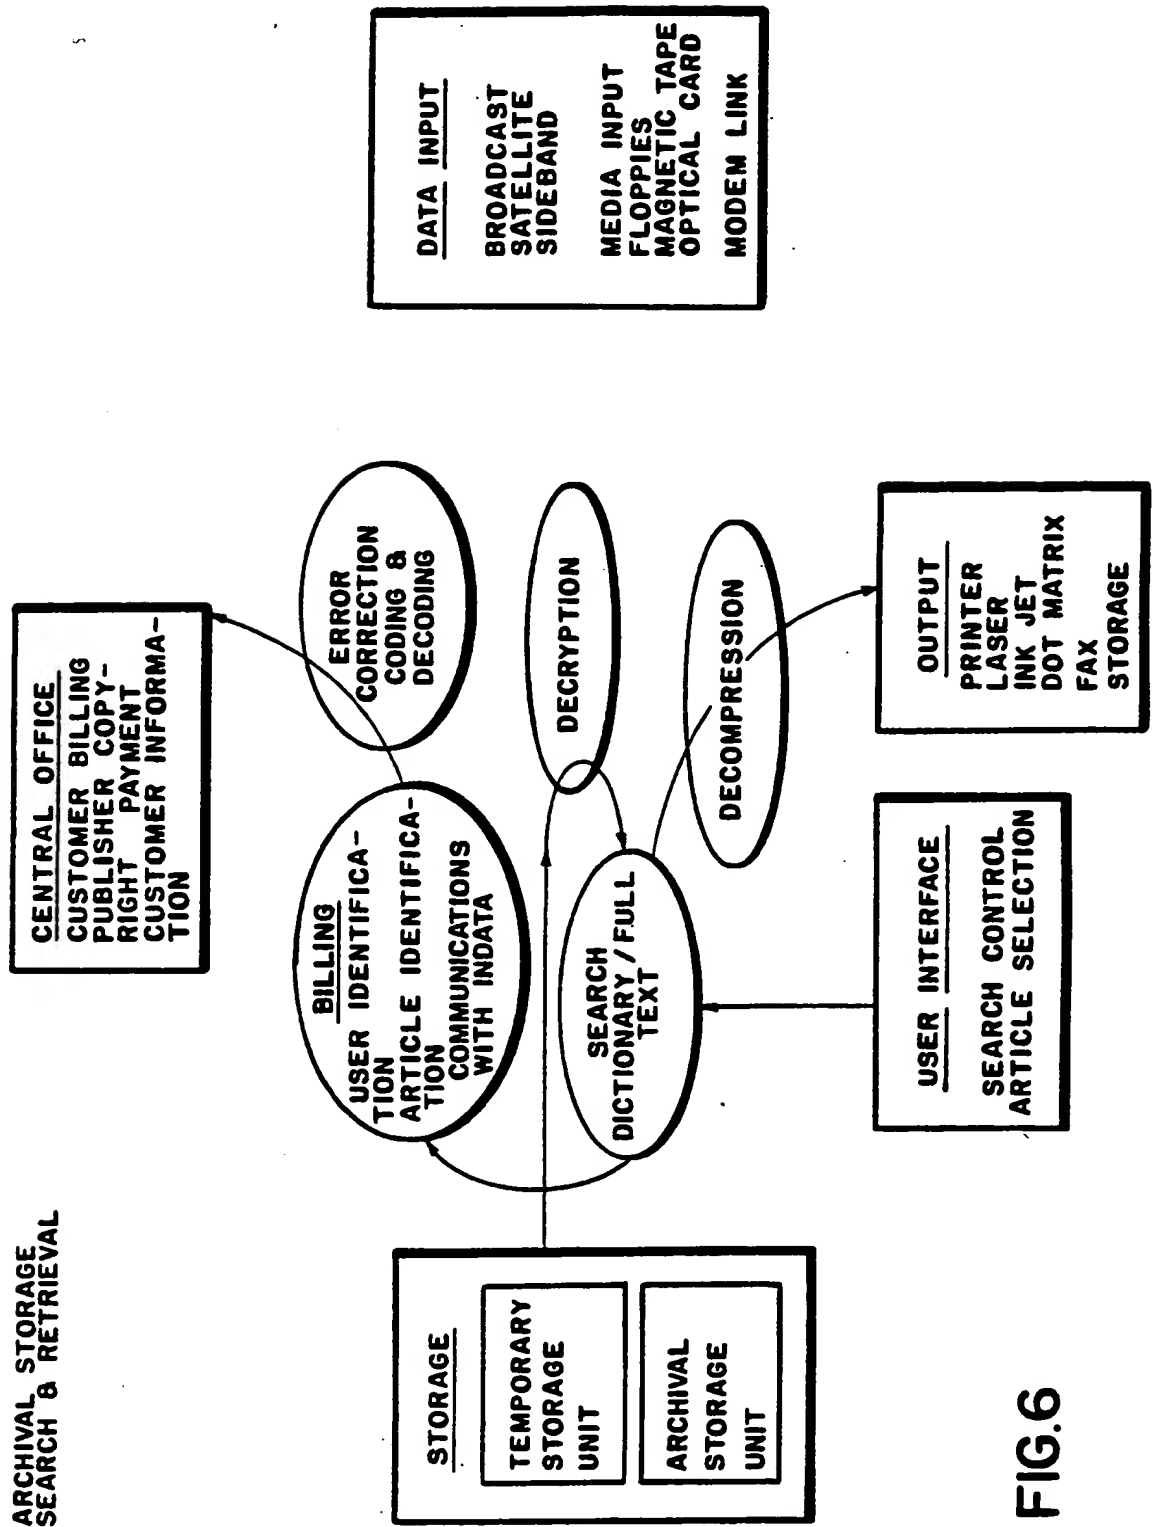 ARCHIVAL STORAGE
SEARCH & RETRIEVAL
CENTRAL OFFICE
CUSTOMER BILLING
PUBLISHER COPY-
RIGHT PAYMENT
CUSTOMER INFORMA-
TION
BILLING
USER IDENTIFICA-
TION
ARTICLE IDENTIFICA-
TION
COMMUNICATIONS
WITH INDATA
ERROR
CORRECTION
CODING &
DECODING
DATA INPUT
BROADCAST
SATELLITE
SIDEBAND
MEDIA INPUT
FLOPPIES
MAGNETIC TAPE
OPTICAL CARD
MODEM LINK
STORAGE
TEMPORARY
STORAGE
UNIT
ARCHIVAL
STORAGE
UNIT
SEARCH
DICTIONARY/FULL
TEXT
DECRYPTION
DECOMPRESSION
USER INTERFACE
SEARCH CONTROL
ARTICLE SELECTION
OUTPUT
PRINTER
LASER
INK JET
DOT MATRIX
FAX
STORAGE
FIG.6